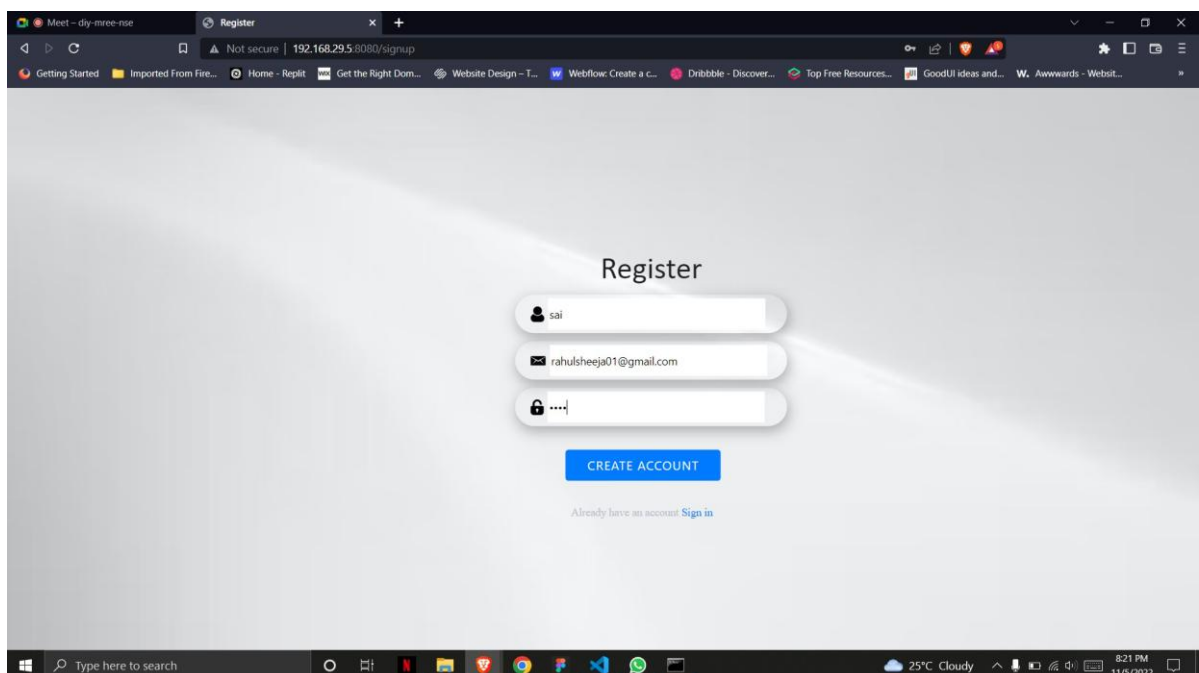 Meet – diy-mree-nse
Register
Not secure | 192.168.29.5:8080/signup
Getting Started
Imported From Fire...
Home - Replit
Get the Right Dom...
Website Design – T...
Webflow: Create a c...
Dribbble - Discover...
Top Free Resources...
GoodUI ideas and...
W. Awwwards - Websit...
Register
sai
rahulsheeja01@gmail.com
••••
CREATE ACCOUNT
Already have an account Sign in
Type here to search
25°C Cloudy
8:21 PM
11/5/2022